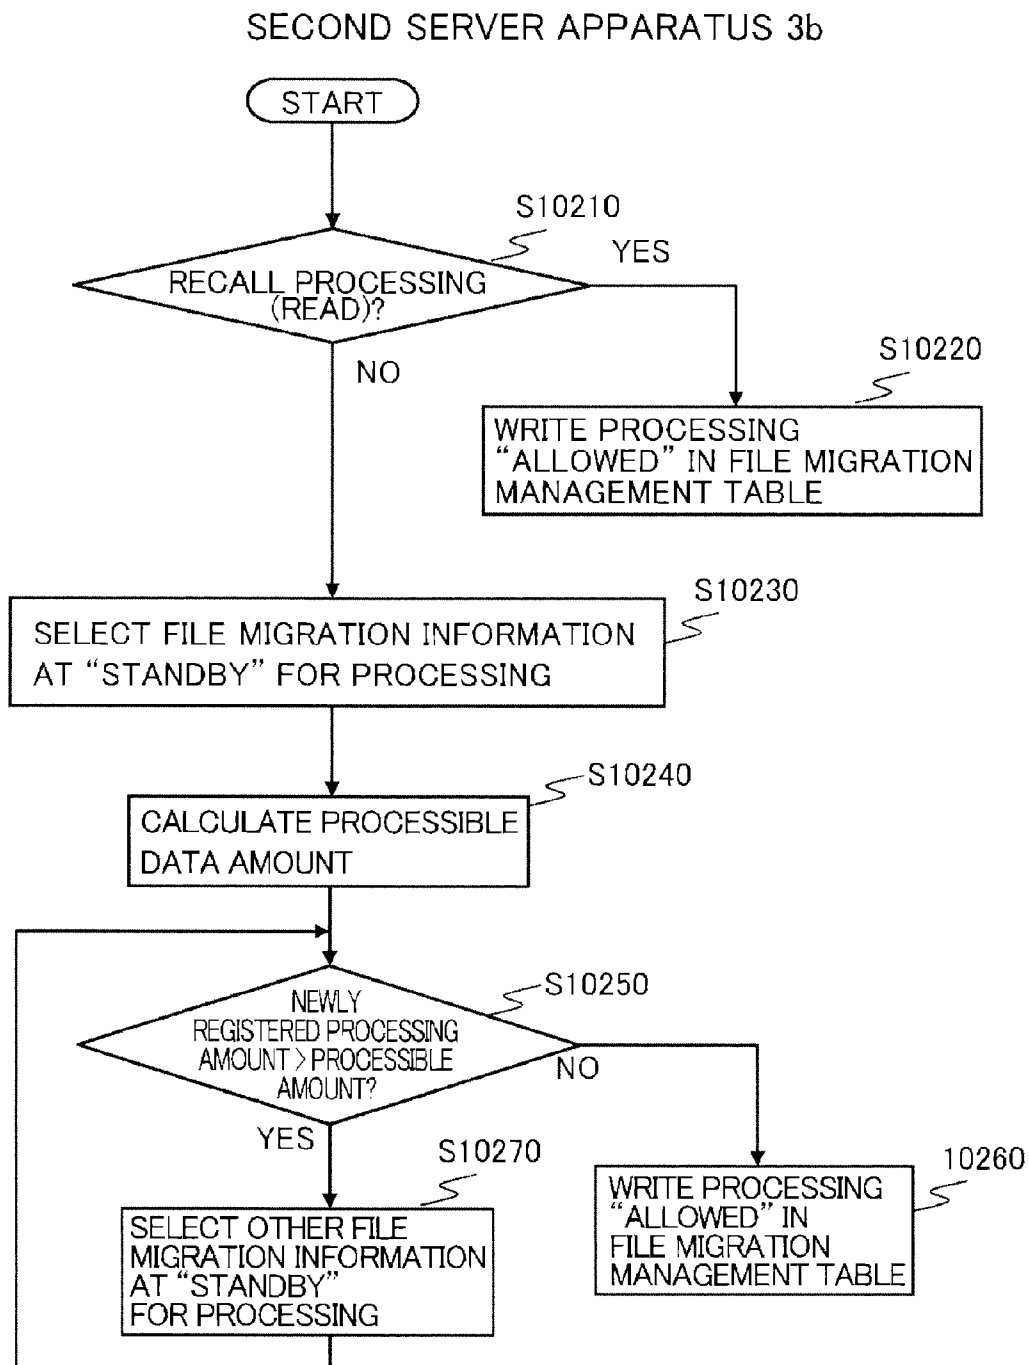 SECOND SERVER APPARATUS 3b
START
S10210
RECALL PROCESSING
(READ)?
YES
NO
S10220
WRITE PROCESSING
“ALLOWED” IN FILE MIGRATION
MANAGEMENT TABLE
S10230
SELECT FILE MIGRATION INFORMATION
AT “STANDBY” FOR PROCESSING
S10240
CALCULATE PROCESSIBLE
DATA AMOUNT
S10250
NEWLY
REGISTERED PROCESSING
AMOUNT > PROCESSIBLE
AMOUNT?
NO
YES
S10270
SELECT OTHER FILE
MIGRATION INFORMATION
AT “STANDBY”
FOR PROCESSING
10260
WRITE PROCESSING
“ALLOWED” IN
FILE MIGRATION
MANAGEMENT TABLE